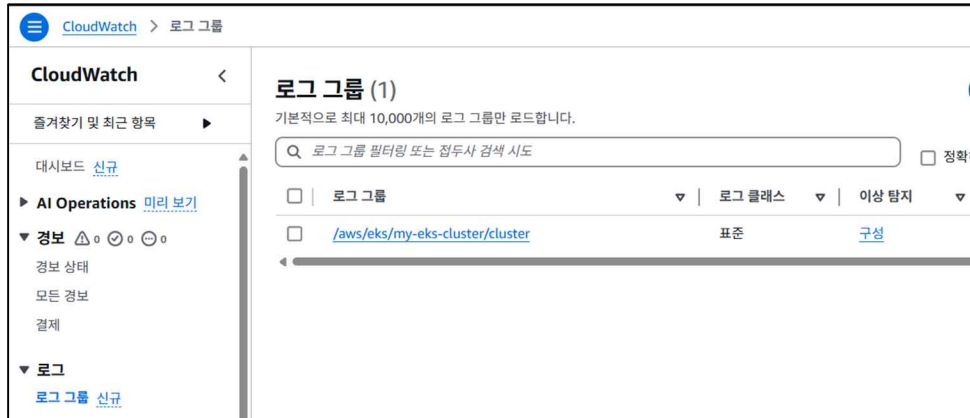 CloudWatch > 로그 그룹
CloudWatch <
즐겨찾기 및 최근 항목
대시보드 신규
AI Operations 미리 보기
경보 0 0 0
경보 상태
모든 경보
결제
로그
로그 그룹 신규
로그 그룹 (1)
기본적으로 최대 10,000개의 로그 그룹만 로드합니다.
로그 그룹 필터링 또는 접두사 검색 시도
로그 그룹 로그 클래스 이상 탐지
/aws/eks/my-eks-cluster/cluster 표준 구성